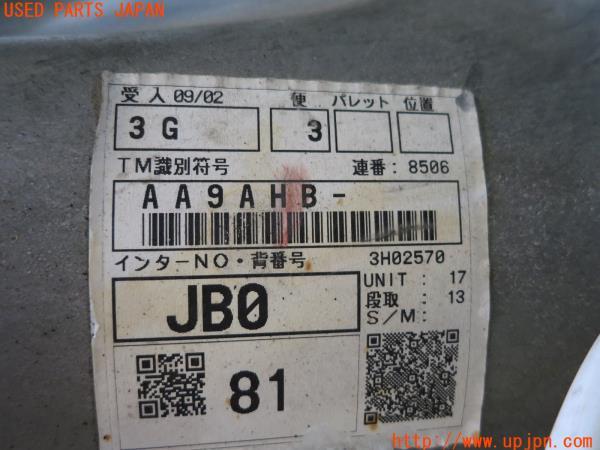 USED PARTS JAPAN
受入 09/02 便 パレット 位置
3G 3
TM識別符号 連番: 8506
AA9AHB-
インターNO・背番号 3H02570
JB0 UNIT: 17
段取: 13
S/M:
81
http://www.upjpn.com